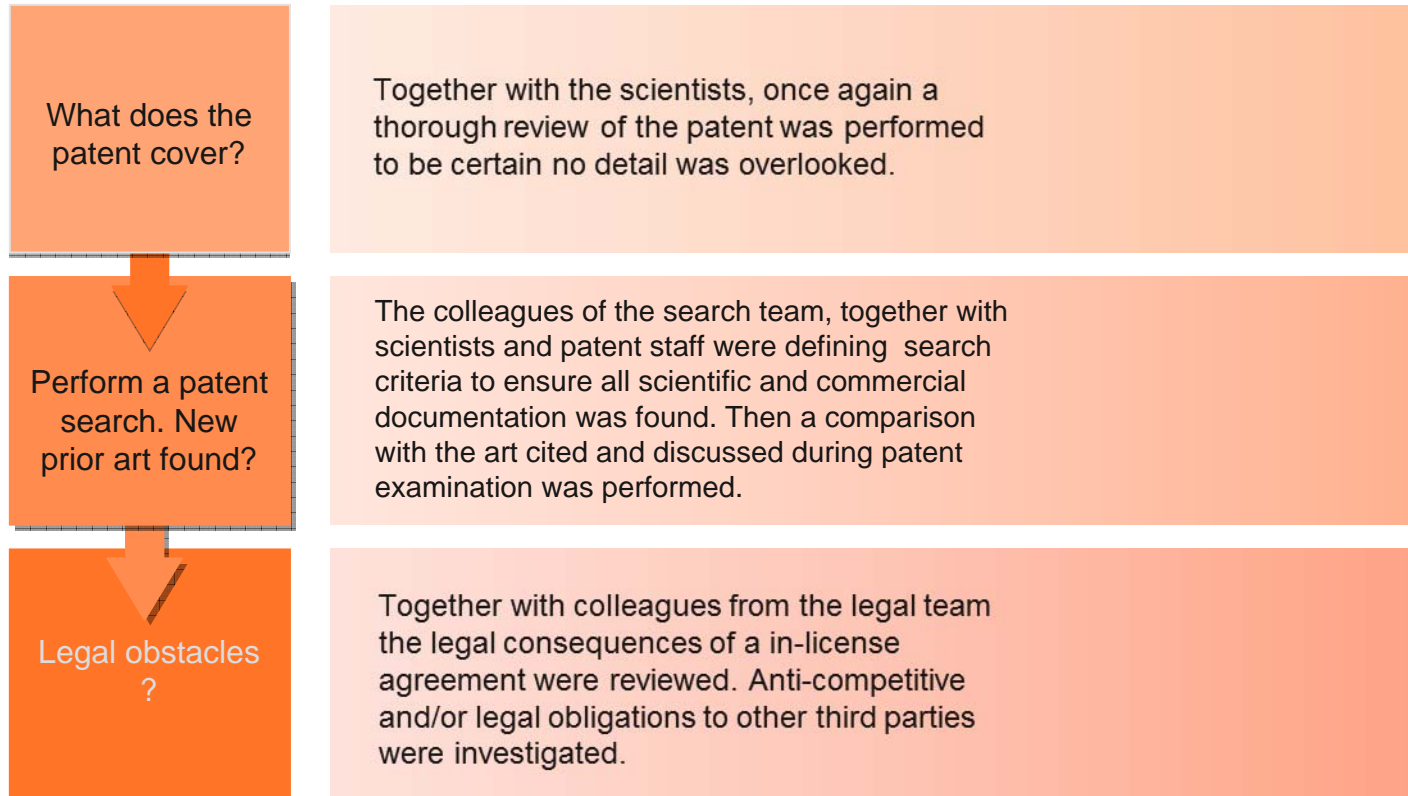 What does the
patent cover?
Together with the scientists, once again a
thorough review of the patent was performed
to be certain no detail was overlooked.
Perform a patent
search. New
prior art found?
The colleagues of the search team, together with
scientists and patent staff were defining search
criteria to ensure all scientific and commercial
documentation was found. Then a comparison
with the art cited and discussed during patent
examination was performed.
Legal obstacles
?
Together with colleagues from the legal team
the legal consequences of a in-license
agreement were reviewed. Anti-competitive
and/or legal obligations to other third parties
were investigated.